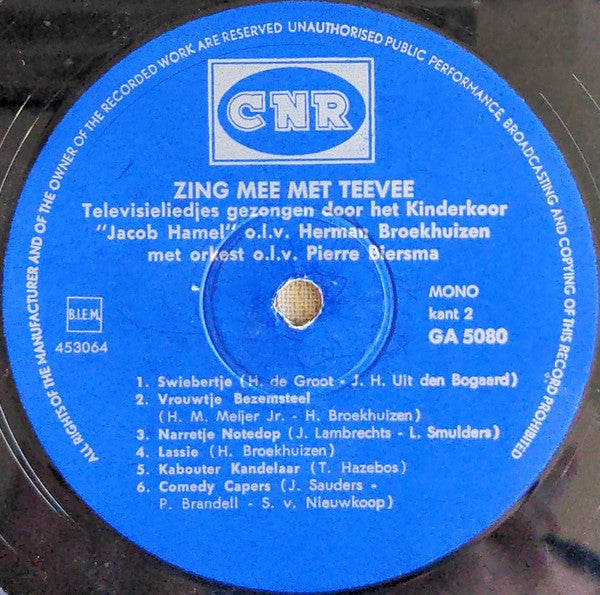 ALL RIGHTS OF THE MANUFACTURER AND OF THE OWNER OF THE RECORDED WORK ARE RESERVED UNAUTHORISED PUBLIC PERFORMANCE, BROADCASTING AND COPYING OF THIS RECORD PROHIBITED
CNR
ZING MEE MET TEEVEE
Televisieliedjes gezongen door het Kinderkoor
"Jacob Hamel" o.l.v. Herman Broekhuizen
met orkest o.l.v. Pierre Biersma
B.I.E.M.
453064
MONO
kant 2
GA 5080
1. Swiebertje (H. de Groot - J. H. Uit den Bogaard)
2. Vrouwtje Bezemsteel
(H. M. Meijer Jr. - H. Broekhuizen)
3. Narretje Notedop (J. Lambrechts - L. Smulders)
4. Lassie (H. Broekhuizen)
5. Kabouter Kandelaar (T. Hazebos)
6. Comedy Capers (J. Sauders -
P. Brandell - S. v. Nieuwkoop)